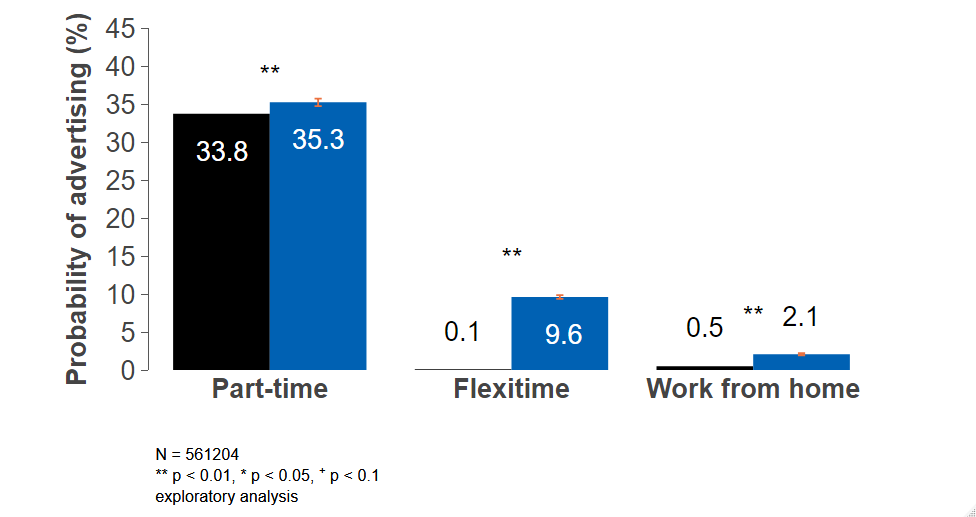 Probability of advertising (%)
45
40
35
30
25
20
15
10
5
0
**
33.8
35.3
**
0.1
9.6
**
0.5
2.1
Part-time
Flexitime
Work from home
N = 561204
** p < 0.01, * p < 0.05, + p < 0.1
exploratory analysis